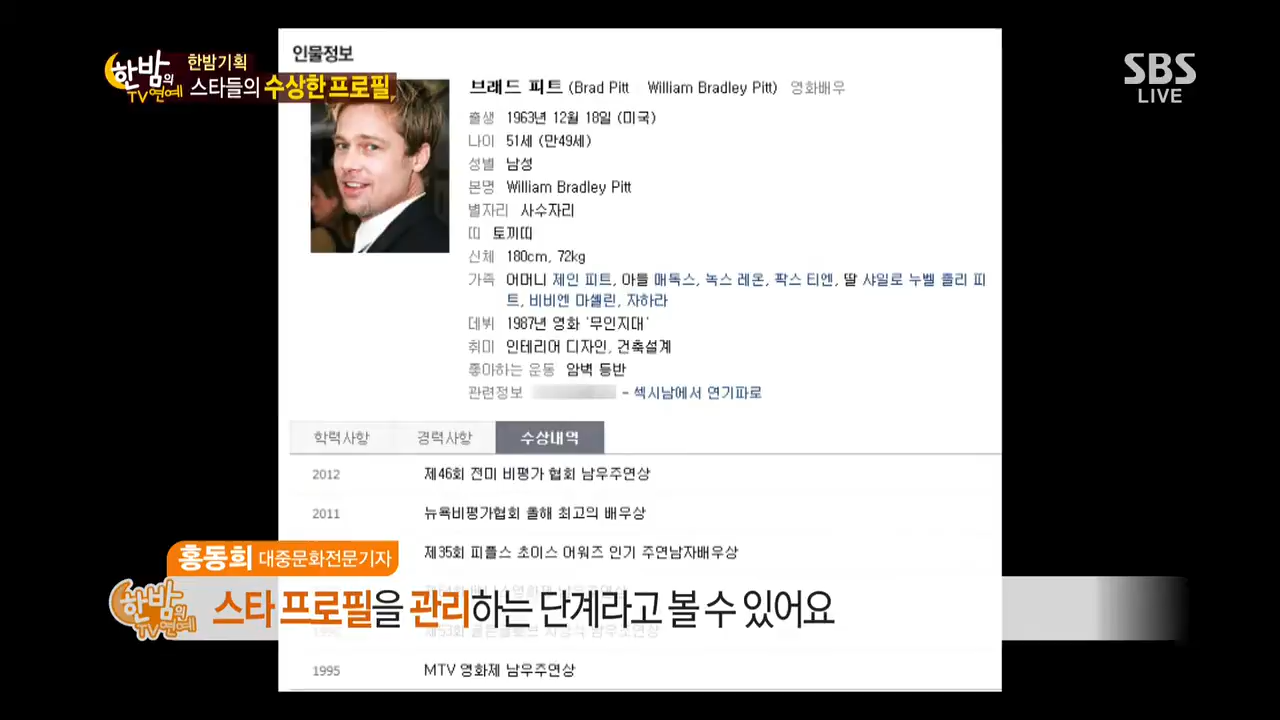 한밤의
TV연예
한밤기획
스타들의 수상한 프로필,
SBS
LIVE
인물정보
브래드 피트 (Brad Pitt William Bradley Pitt) 영화배우
출생 1963년 12월 18일 (미국)
나이 51세 (만49세)
성별 남성
본명 William Bradley Pitt
별자리 사수자리
띠 토끼띠
신체 180cm, 72kg
가족 어머니 제인 피트, 아들 매독스, 녹스 레온, 팍스 티엔, 딸 샤일로 누벨 졸리 피
트, 비비엔 마셸린, 자하라
데뷔 1987년 영화 '무인지대'
취미 인테리어 디자인, 건축설계
좋아하는 운동 암벽 등반
관련정보 - 섹시남에서 연기파로
학력사항 경력사항 수상내역
2012 제46회 전미 비평가 협회 남우주연상
2011 뉴욕비평가협회 올해 최고의 배우상
제35회 피플스 초이스 어워즈 인기 주연남자배우상
홍동희 대중문화전문기자
한밤의
TV연예
스타 프로필을 관리하는 단계라고 볼 수 있어요
1995 MTV 영화제 남우주연상